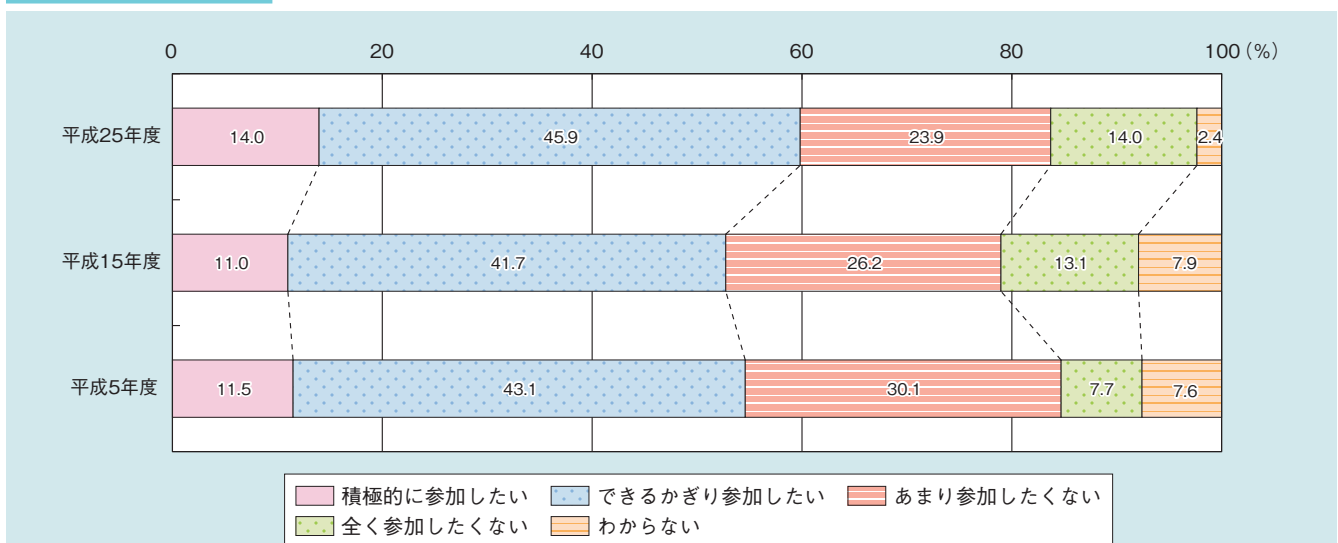 0 20 40 60 80 100（%）
平成25年度 14.0 45.9 23.9 14.0 2.4
平成15年度 11.0 41.7 26.2 13.1 7.9
平成5年度 11.5 43.1 30.1 7.7 7.6
積極的に参加したい できるかぎり参加したい あまり参加したくない
全く参加したくない わからない